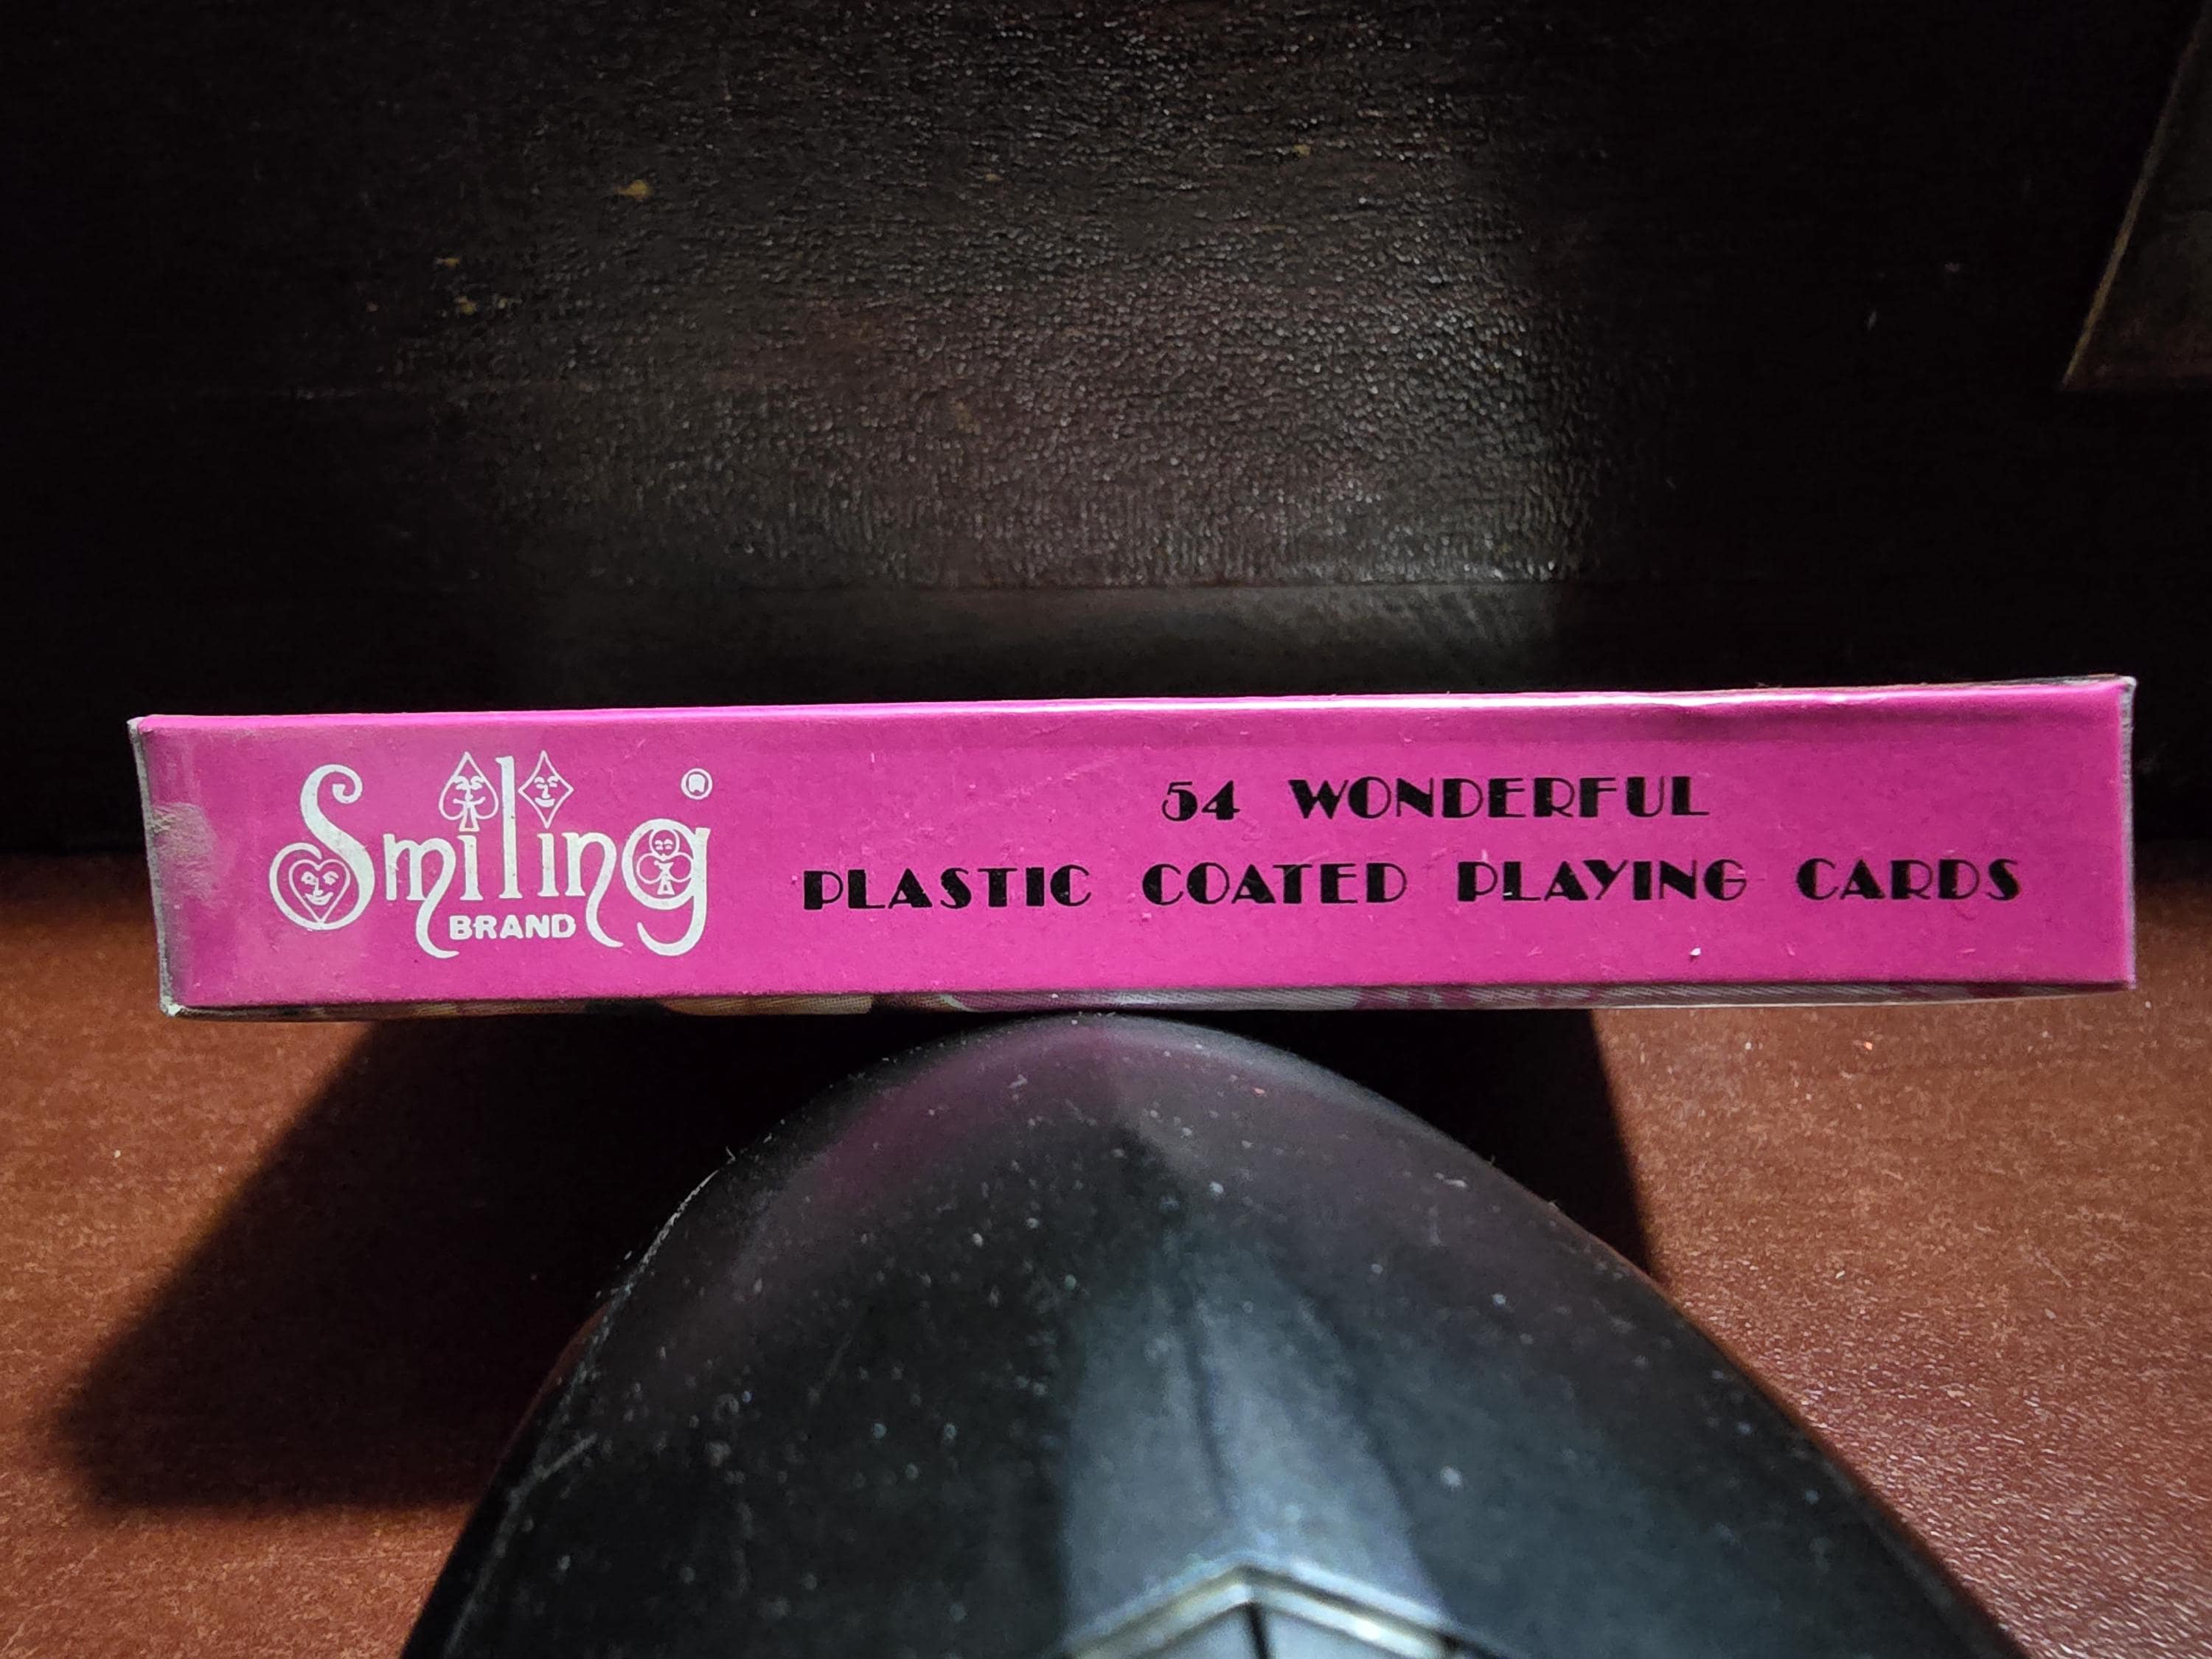 Smiling ®
BRAND
54 WONDERFUL
PLASTIC COATED PLAYING CARDS